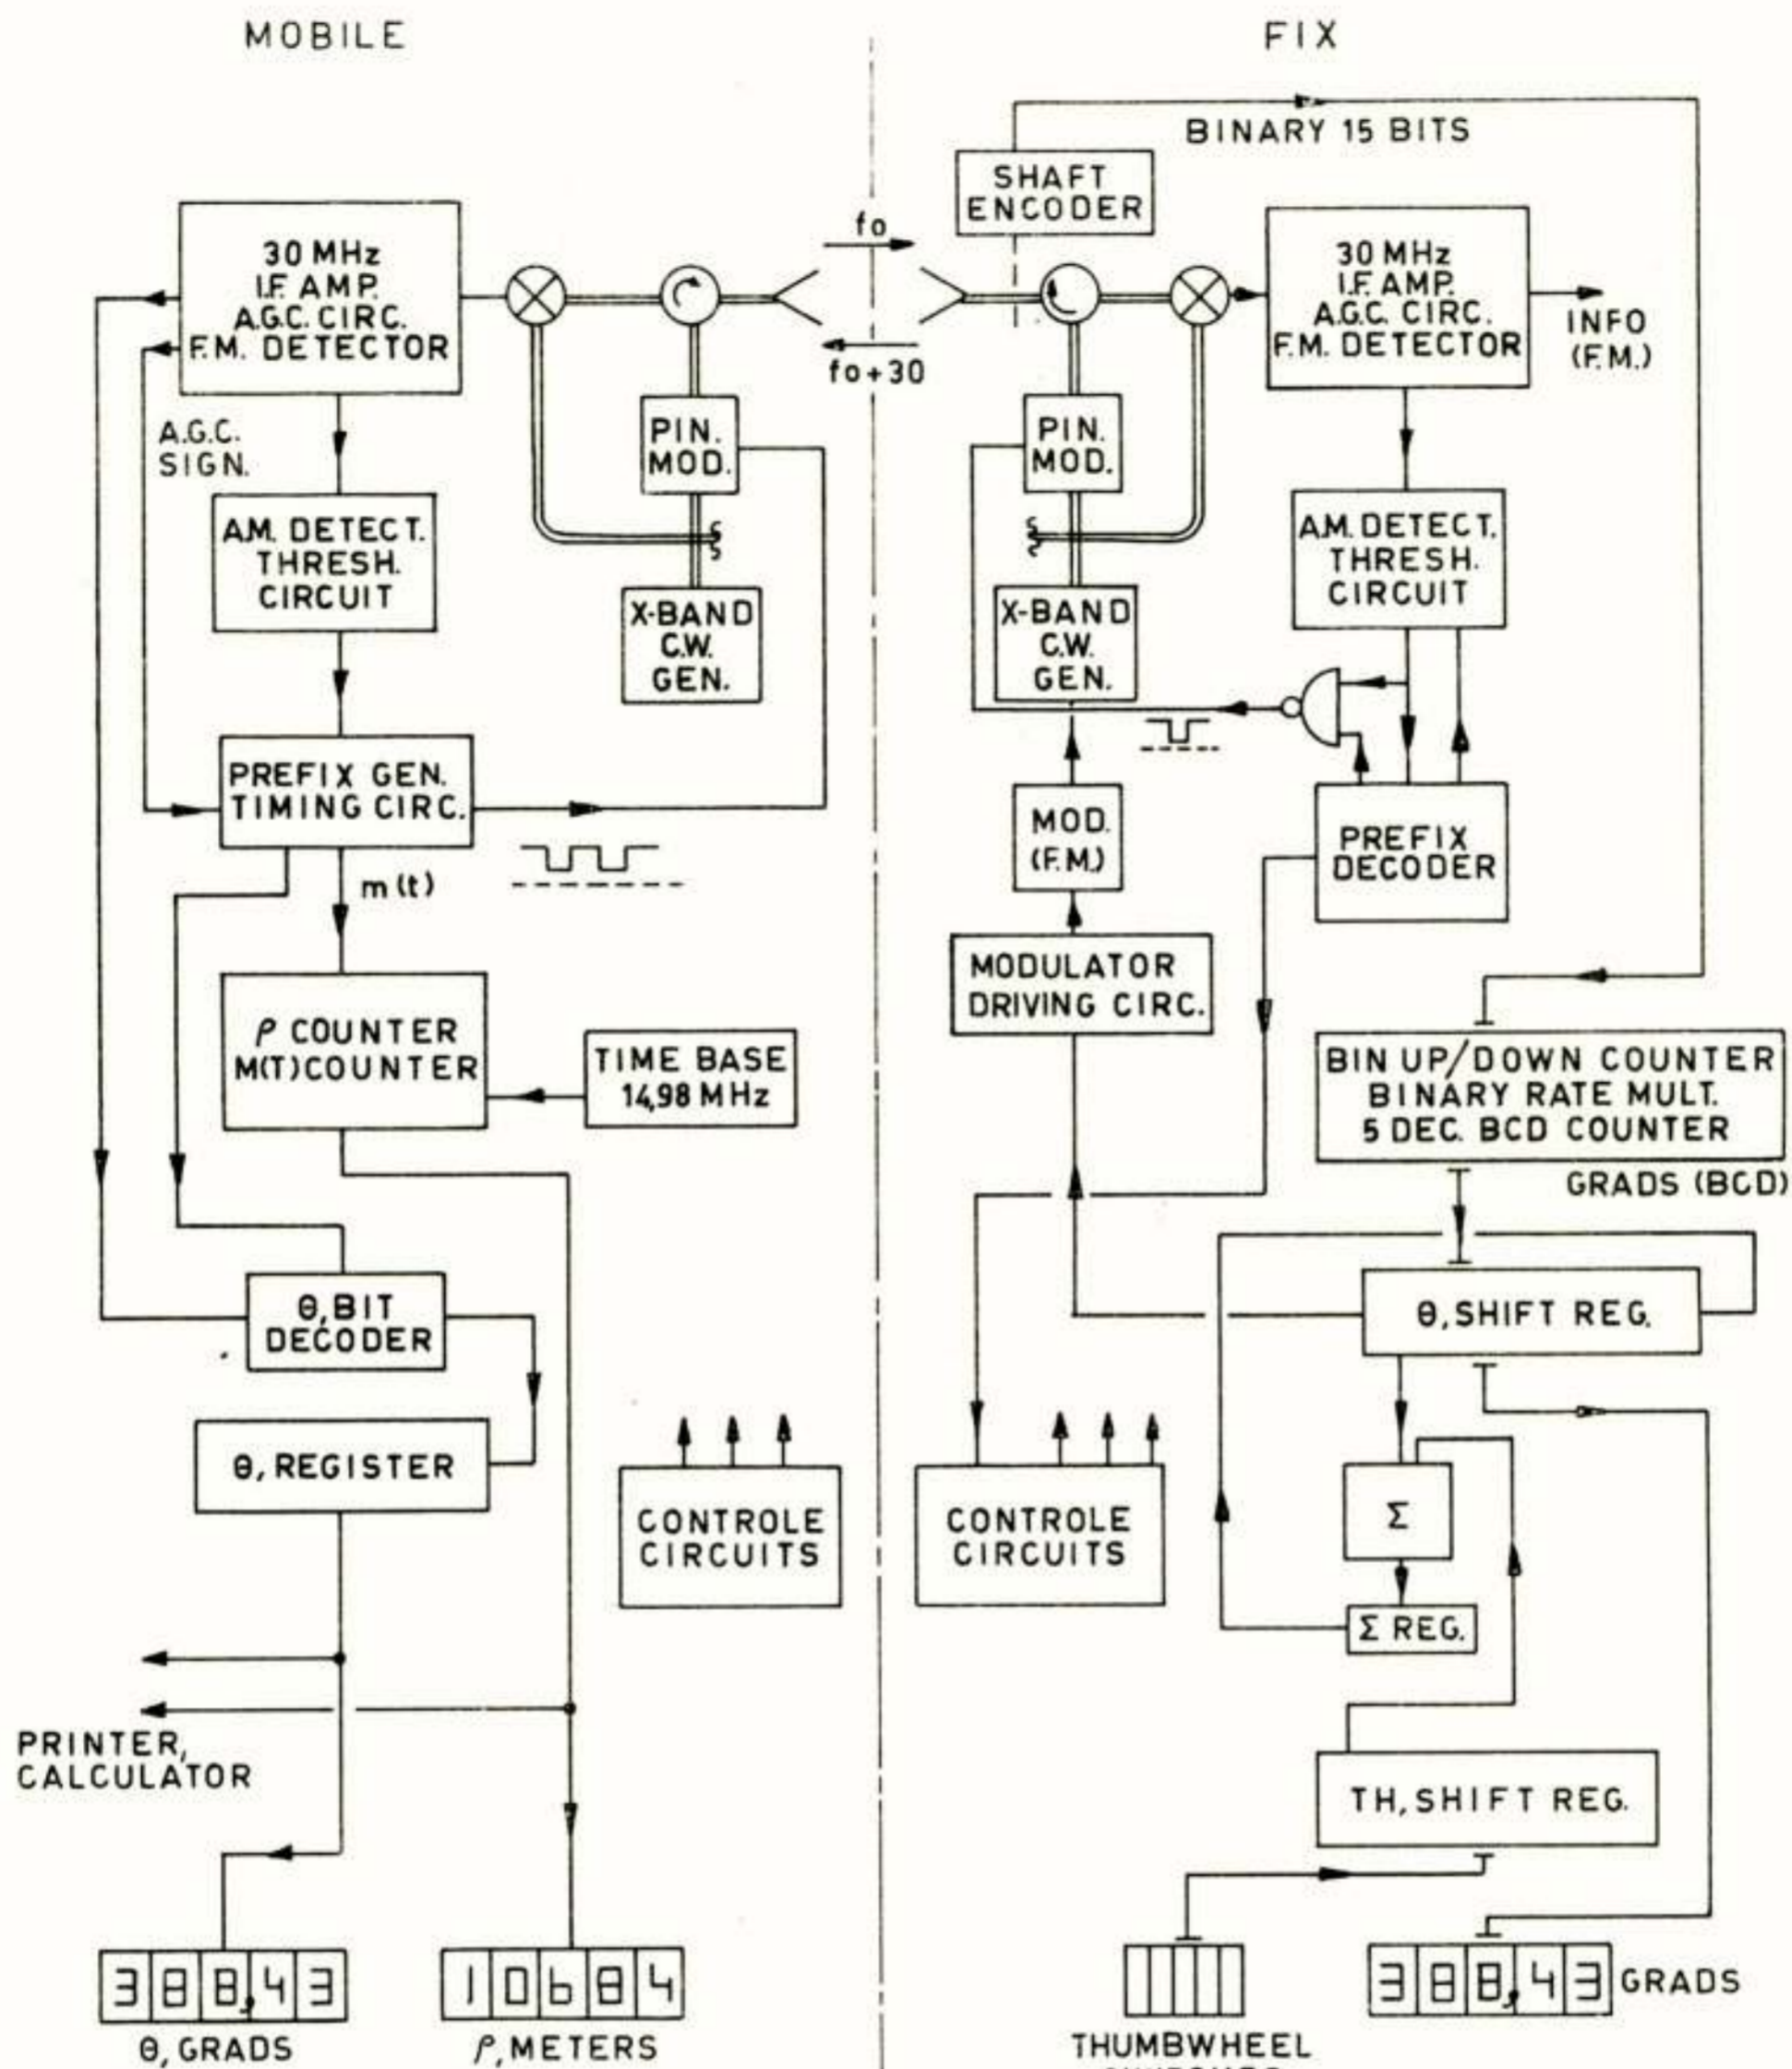 MOBILE
FIX
BINARY 15 BITS
SHAFT
ENCODER
30 MHz
I.F. AMP.
A.G.C. CIRC.
F.M. DETECTOR
fo
fo+30
30 MHz
I.F. AMP.
A.G.C. CIRC.
F.M. DETECTOR
INFO
(F.M.)
A.G.C.
SIGN.
PIN.
MOD.
PIN.
MOD.
A.M. DETECT.
THRESH.
CIRCUIT
A.M. DETECT.
THRESH.
CIRCUIT
X-BAND
C.W.
GEN.
X-BAND
C.W.
GEN.
PREFIX GEN.
TIMING CIRC.
m(t)
MOD.
(F.M.)
PREFIX
DECODER
MODULATOR
DRIVING CIRC.
ρ COUNTER
M(T) COUNTER
TIME BASE
14,98 MHz
BIN UP/DOWN COUNTER
BINARY RATE MULT.
5 DEC. BCD COUNTER
GRADS (BCD)
θ, BIT
DECODER
θ, SHIFT REG.
θ, REGISTER
CONTROLE
CIRCUITS
CONTROLE
CIRCUITS
Σ
Σ REG.
PRINTER,
CALCULATOR
TH, SHIFT REG.
388,43
θ, GRADS
10684
ρ, METERS
THUMBWHEEL
388,43
GRADS